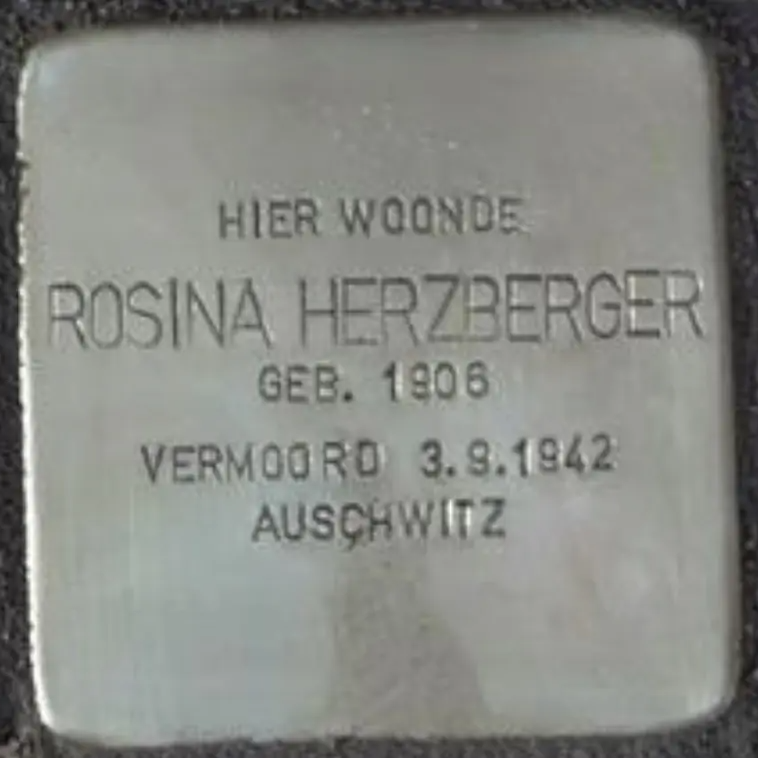 HIER WOONDE
ROSINA HERZBERGER
GEB. 1906
VERMOORD 3.9.1942
AUSCHWITZ